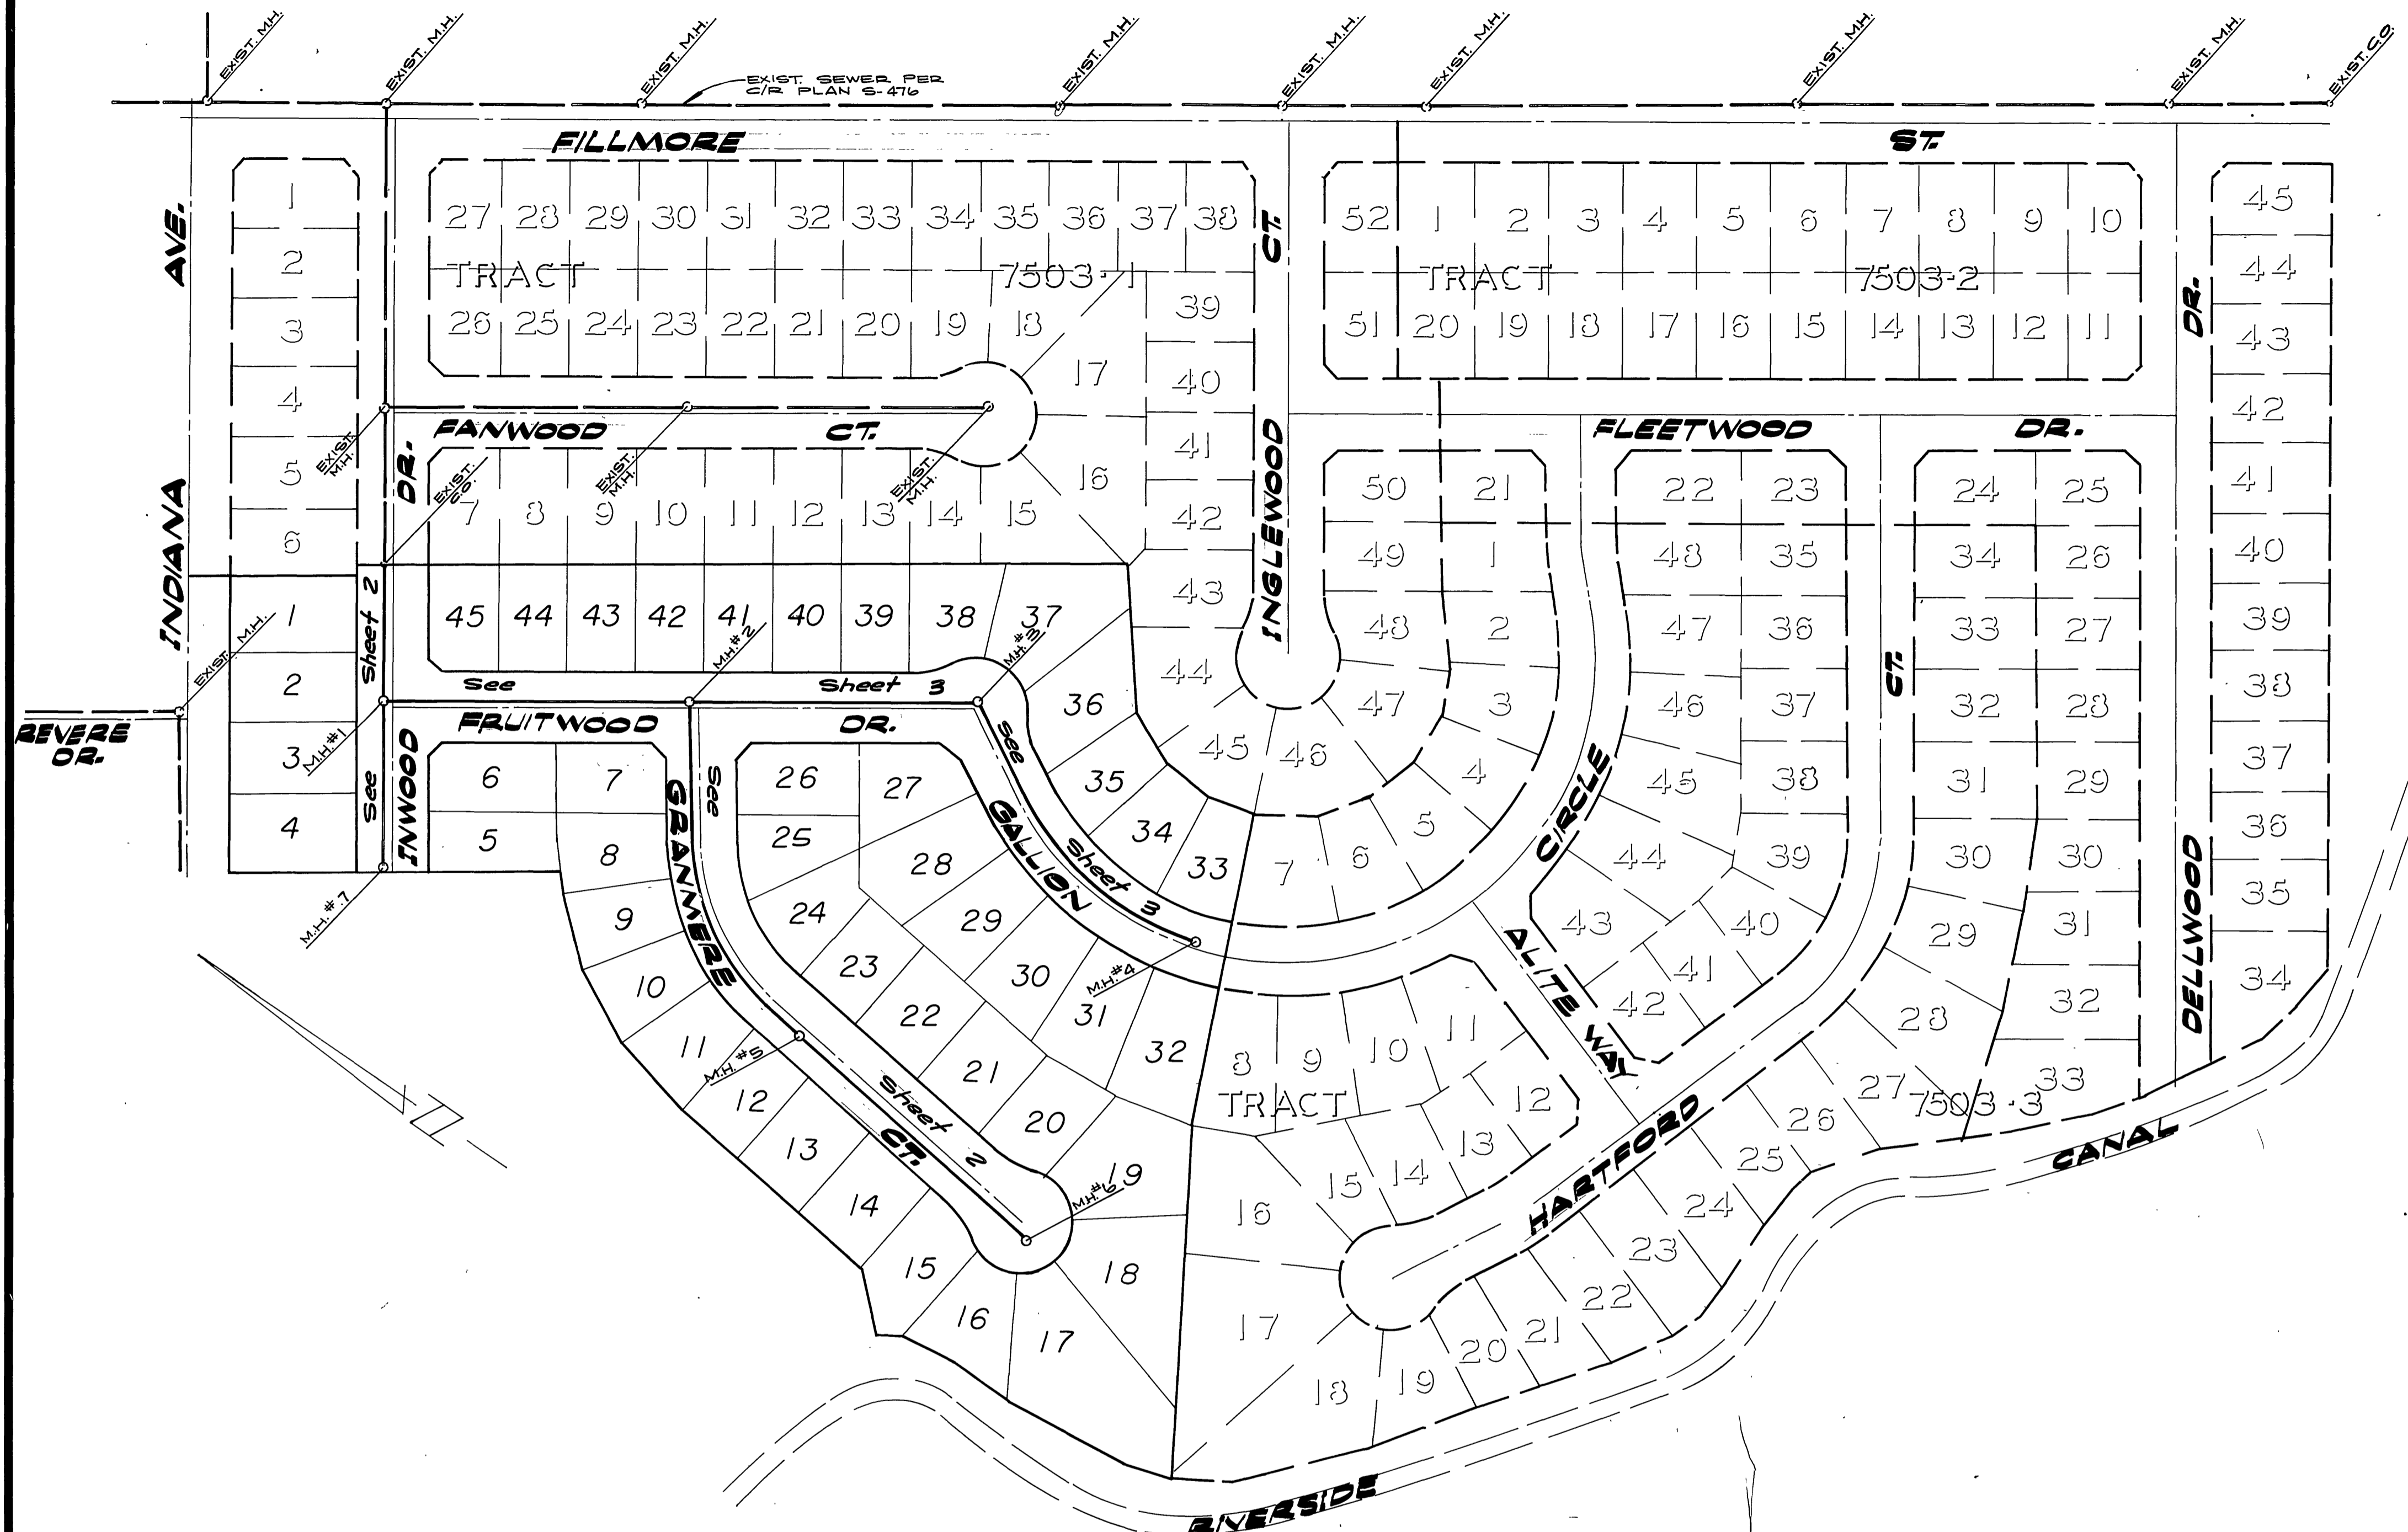 EXIST. M.H.
EXIST. M.H.
EXIST. M.H.
EXIST. M.H.
EXIST. M.H.
EXIST. M.H.
EXIST. M.H.
EXIST. M.H.
EXIST. C.O.
EXIST. SEWER PER
C/R PLAN S-476
FILLMORE ST.
INDIANA AVE.
1
2
3
4
5
6
27 28 29 30 31 32 33 34 35 36 37 38
TRACT 7503-1
26 25 24 23 22 21 20 19 18
17
16
39
40
41
42
43
44
45 46
47
48
49
50
INGLEWOOD CT.
52 1 2 3 4 5 6 7 8 9 10
TRACT 7503-2
51 20 19 18 17 16 15 14 13 12 11
DELLWOOD DR.
45
44
43
42
41
40
39
38
37
36
35
34
FANWOOD CT.
EXIST.
M.H.
EXIST.
C.O.
EXIST.
M.H.
EXIST.
M.H.
7 8 9 10 11 12 13 14 15
FLEETWOOD DR.
21
22 23
24 25
1
2
3
4
5
6
7
48 35
47 36
46 37
45 38
44 39
43 40
42 41
34 26
33 27
32 28
31 29
30 30
29 31
28 32
27 33
26
25
24
23
22
21
20
19
18
17
16
15 14 13
12
11
10
9
8
TRACT 7503-3
CIRCLE
ALITE WAY
HARTFORD CT.
EXIST. M.H.
REVERE
DR.
1
2
3
4
M.H.#1
M.H.#7
See Sheet 2
INWOOD DR.
45 44 43 42 41 40 39 38 37
M.H.#2
M.H.#3
See Sheet 3
FRUITWOOD DR.
36
35
34
33
6 7
5 8
9
10
11
12
13
14
15
16
17
18
19
20
21
22
23
24
25
26
27
28
29
30
31
32
GRANMERE CT.
See Sheet 2
GALLION
See Sheet 3
M.H.#4
M.H.#5
M.H.#6
N
RIVERSIDE CANAL